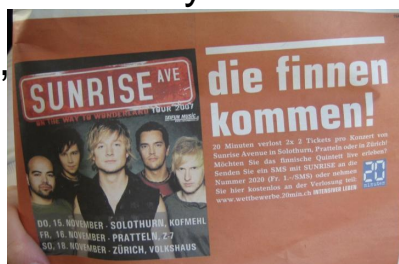 SUNRISE AVE
ON THE WAY TO WONDERLAND TOUR 2007
DO, 15. NOVEMBER · SOLOTHURN, KOFMEHL
FR, 16. NOVEMBER · PRATTELN, Z7
SO, 18. NOVEMBER · ZÜRICH, VOLKSHAUS
die finnen
kommen!
20 Minuten verlost 2x 2 Tickets pro Konzert von
Sunrise Avenue in Solothurn, Pratteln oder in Zürich!
Möchten Sie das finnische Quintett live erleben?
Senden Sie ein SMS mit SUNRISE an die
Nummer 2020 (Fr. 1.-/SMS) oder nehmen
Sie hier kostenlos an der Verlosung teil:
www.wettbewerbe.20min.ch INTENSIVER LEBEN
20
minuten